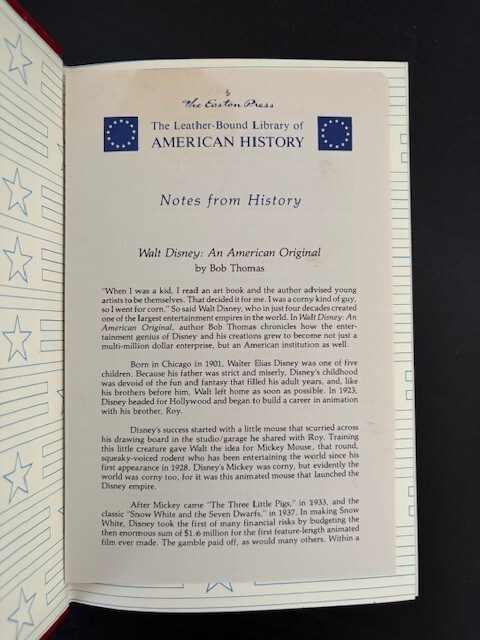 The Easton Press
The Leather-Bound Library of
AMERICAN HISTORY
Notes from History
Walt Disney: An American Original
by Bob Thomas
"When I was a kid, I read an art book and the author advised young
artists to be themselves. That decided it for me. I was a corny kind of guy,
so I went for corn." So said Walt Disney, who in just four decades created
one of the largest entertainment empires in the world. In Walt Disney: An
American Original, author Bob Thomas chronicles how the enter-
tainment genius of Disney and his creations grew to become not just a
multi-million dollar enterprise, but an American institution as well.
Born in Chicago in 1901, Walter Elias Disney was one of five
children. Because his father was strict and miserly, Disney's childhood
was devoid of the fun and fantasy that filled his adult years, and, like
his brothers before him, Walt left home as soon as possible. In 1923,
Disney headed for Hollywood and began to build a career in animation
with his brother, Roy.
Disney's success started with a little mouse that scurried across
his drawing board in the studio/garage he shared with Roy. Training
this little creature gave Walt the idea for Mickey Mouse, that round,
squeaky-voiced rodent who has been entertaining the world since his
first appearance in 1928. Disney's Mickey was corny, but evidently the
world was corny too, for it was this animated mouse that launched the
Disney empire.
After Mickey came "The Three Little Pigs," in 1933, and the
classic "Snow White and the Seven Dwarfs," in 1937. In making Snow
White, Disney took the first of many financial risks by budgeting the
then enormous sum of $1.6 million for the first feature-length animated
film ever made. The gamble paid off, as would many others. Within a